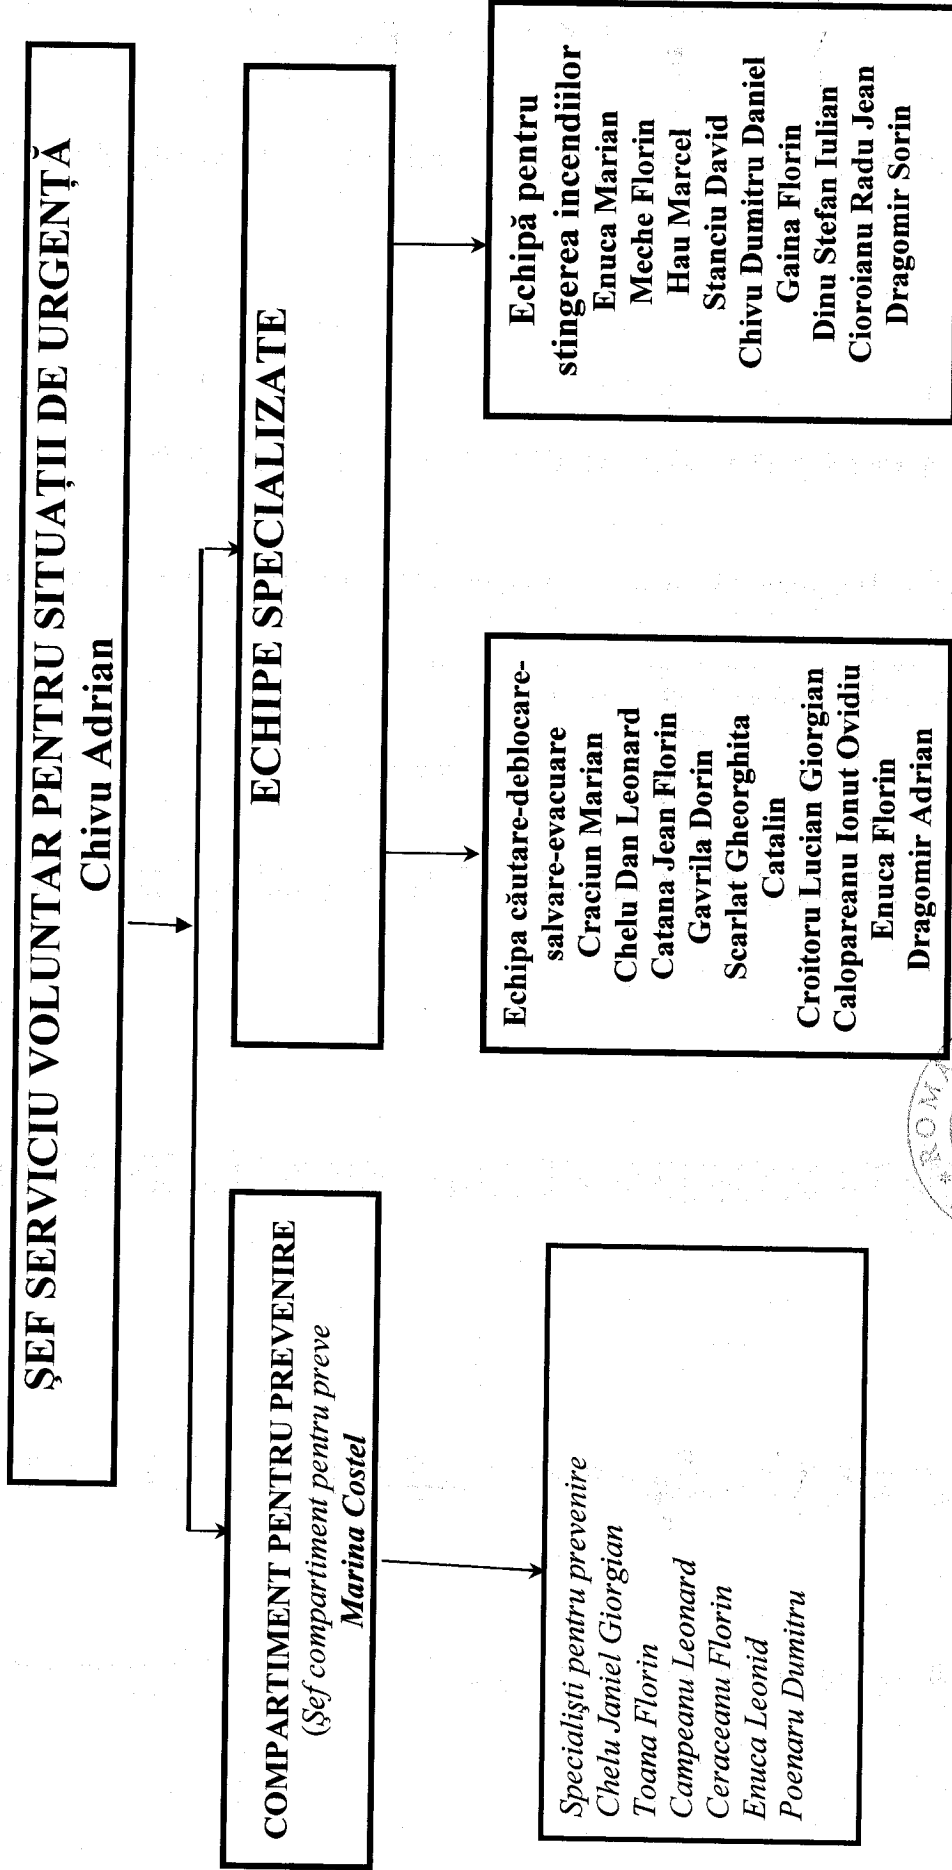 ŞEF SERVICIU VOLUNTAR PENTRU SITUAŢII DE URGENŢĂ
Chivu Adrian
COMPARTIMENT PENTRU PREVENIRE
(Şef compartiment pentru preve
Marina Costel
ECHIPE SPECIALIZATE
Specialişti pentru prevenire
Chelu Janiel Giorgian
Toana Florin
Campeanu Leonard
Ceraceanu Florin
Enuca Leonid
Poenaru Dumitru
Echipa căutare-deblocare-
salvare-evacuare
Craciun Marian
Chelu Dan Leonard
Catana Jean Florin
Gavrila Dorin
Scarlat Gheorghita
Catalin
Croitoru Lucian Giorgian
Calopareanu Ionut Ovidiu
Enuca Florin
Dragomir Adrian
Echipă pentru
stingerea incendiilor
Enuca Marian
Meche Florin
Hau Marcel
Stanciu David
Chivu Dumitru Daniel
Gaina Florin
Dinu Stefan Iulian
Cioroianu Radu Jean
Dragomir Sorin